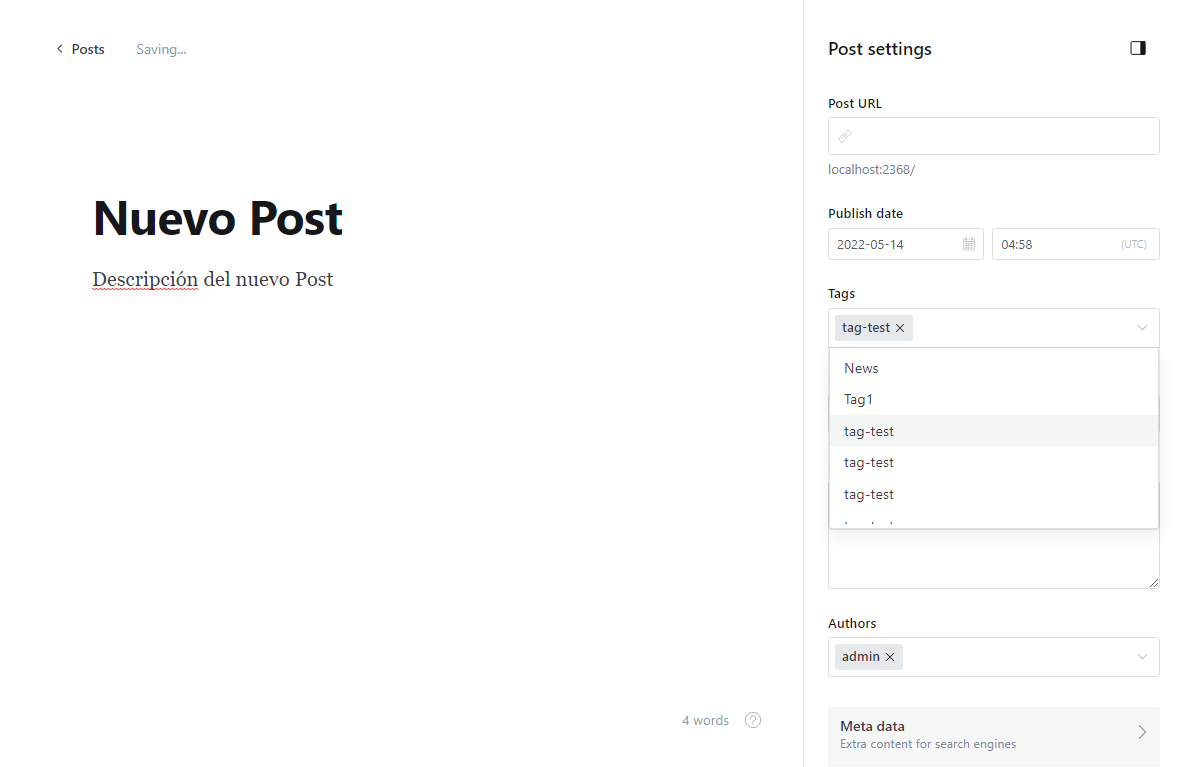 Posts
Saving...
Nuevo Post
Descripción del nuevo Post
4 words
?
Post settings
Post URL
localhost:2368/
Publish date
2022-05-14
04:58
(UTC)
Tags
tag-test
News
Tag1
tag-test
tag-test
tag-test
Authors
admin
Meta data
Extra content for search engines